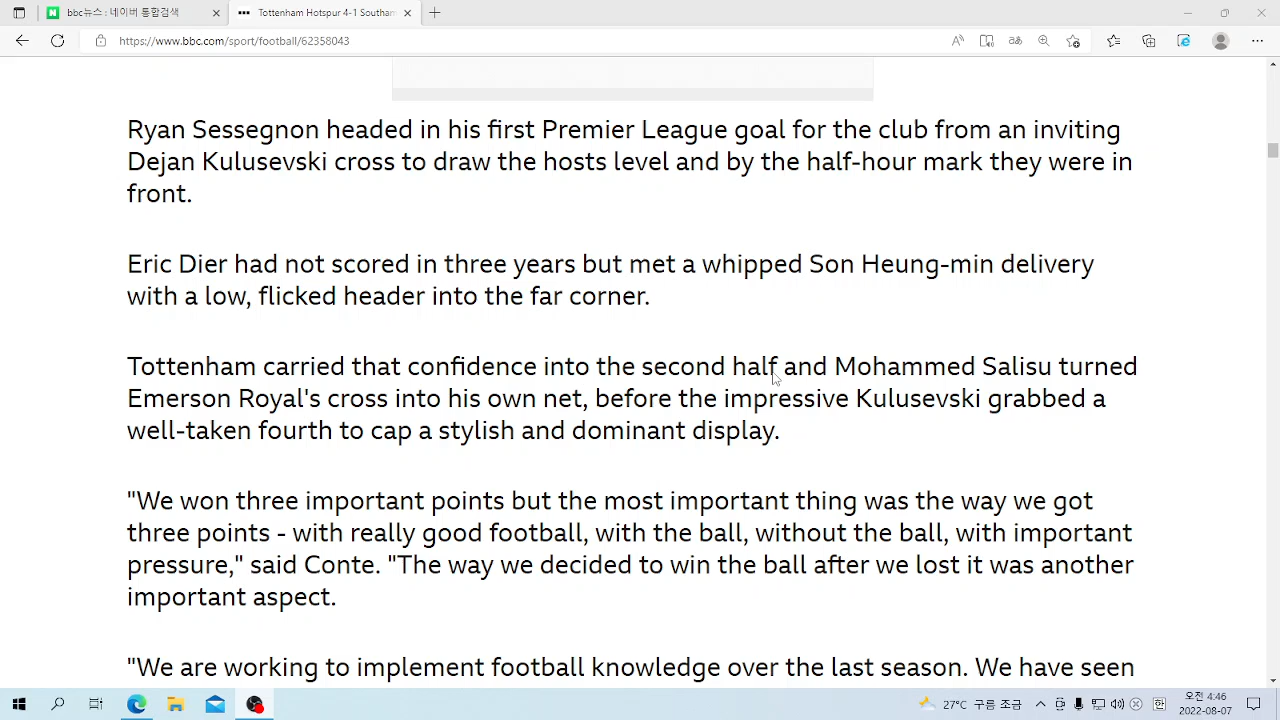 bbc뉴스 : 네이버 통합검색
Tottenham Hotspur 4-1 Southam
https://www.bbc.com/sport/football/62358043
Ryan Sessegnon headed in his first Premier League goal for the club from an inviting
Dejan Kulusevski cross to draw the hosts level and by the half-hour mark they were in
front.
Eric Dier had not scored in three years but met a whipped Son Heung-min delivery
with a low, flicked header into the far corner.
Tottenham carried that confidence into the second half and Mohammed Salisu turned
Emerson Royal's cross into his own net, before the impressive Kulusevski grabbed a
well-taken fourth to cap a stylish and dominant display.
"We won three important points but the most important thing was the way we got
three points - with really good football, with the ball, without the ball, with important
pressure," said Conte. "The way we decided to win the ball after we lost it was another
important aspect.
"We are working to implement football knowledge over the last season. We have seen
27°C 구름 조금
오전 4:46
2022-08-07